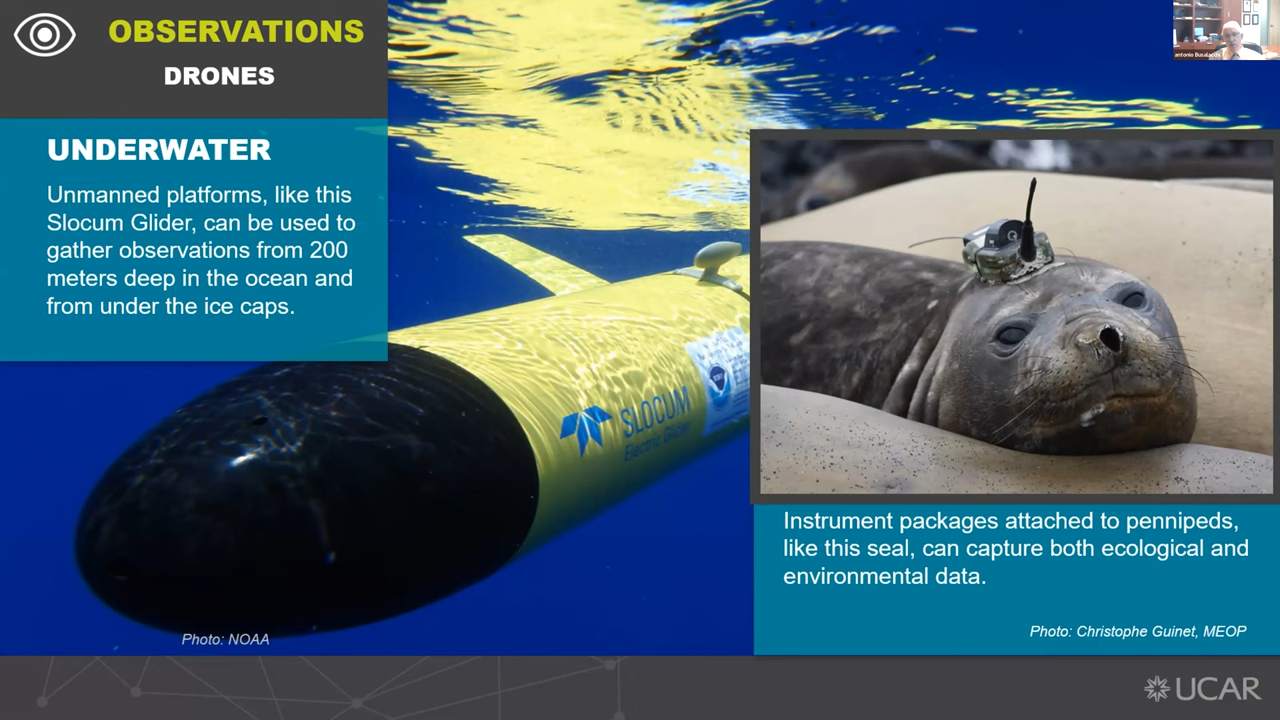 OBSERVATIONS
DRONES
UNDERWATER
Unmanned platforms, like this
Slocum Glider, can be used to
gather observations from 200
meters deep in the ocean and
from under the ice caps.
SLOCUM
Electric Glider
Photo: NOAA
antonio Busalacchi
Instrument packages attached to pennipeds,
like this seal, can capture both ecological and
environmental data.
Photo: Christophe Guinet, MEOP
UCAR